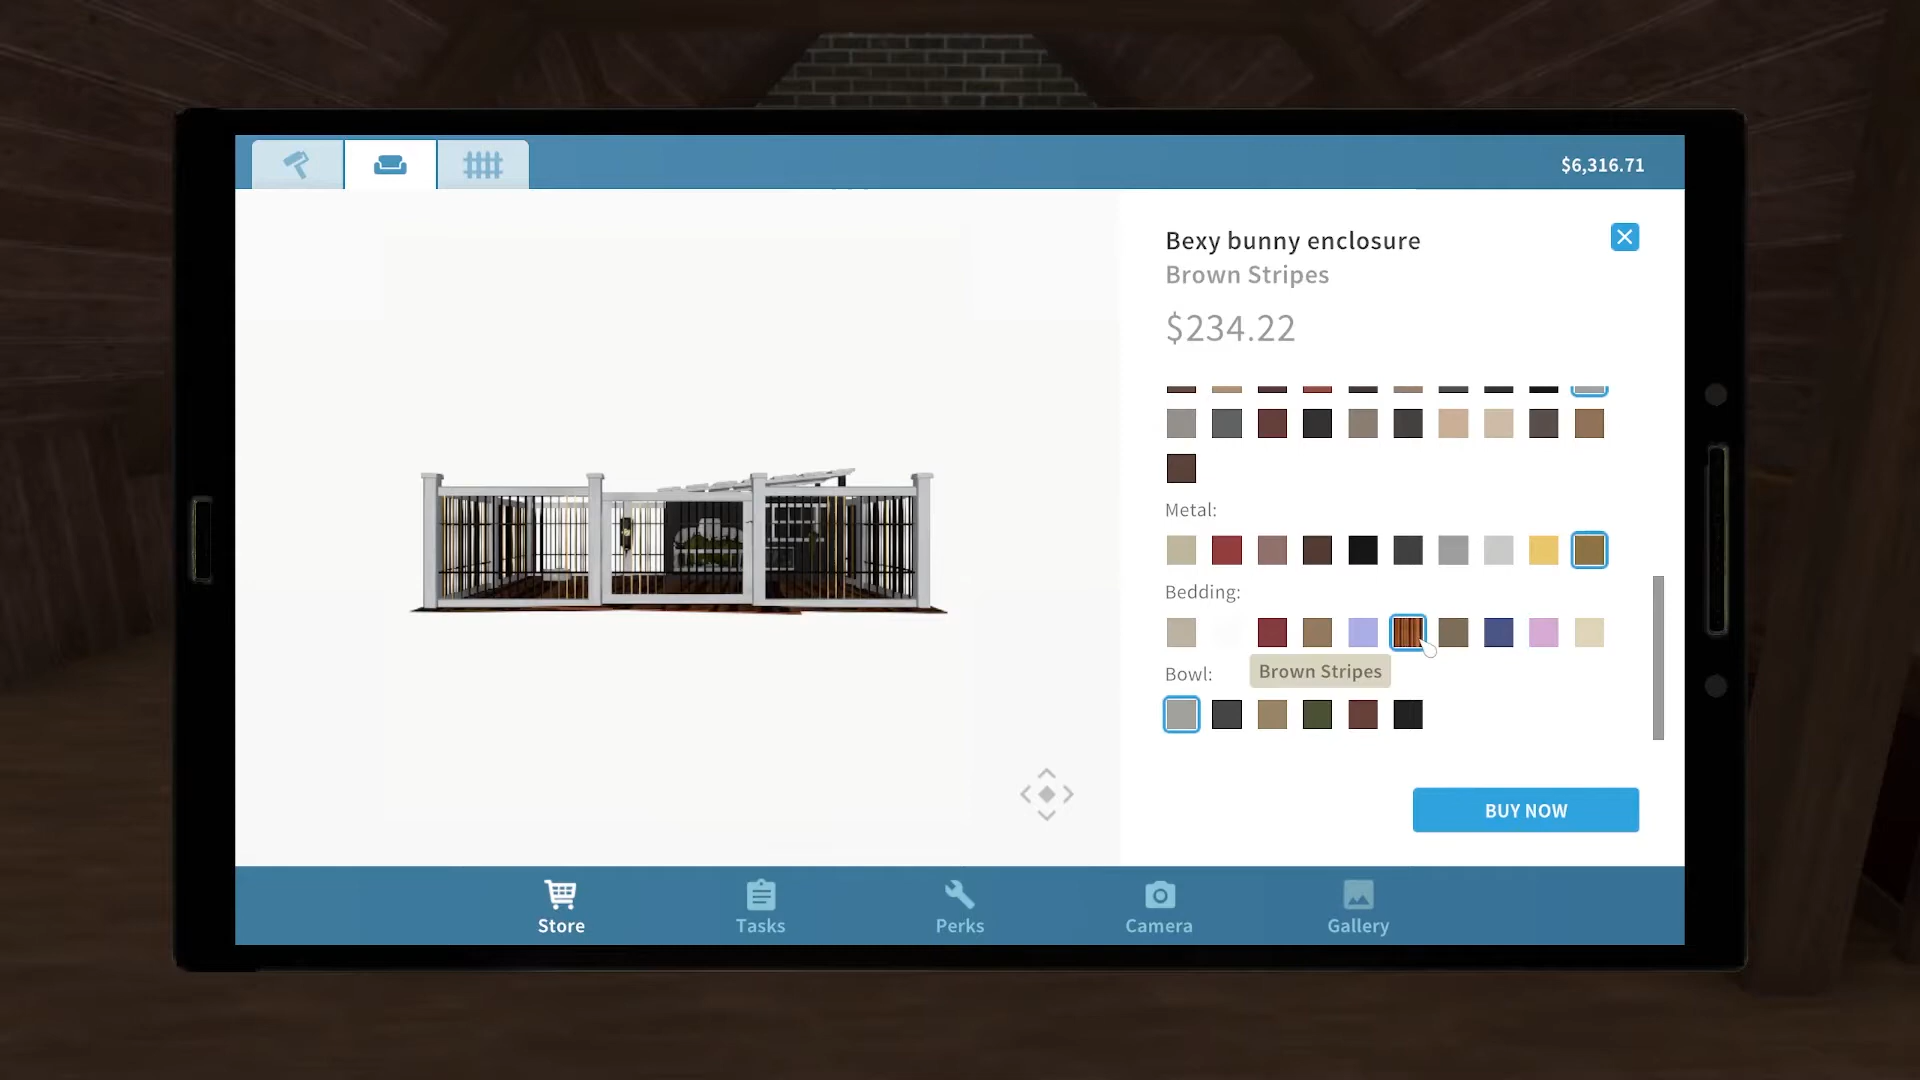 $6,316.71
Bexy bunny enclosure
Brown Stripes
$234.22
Metal:
Bedding:
Brown Stripes
Bowl:
BUY NOW
Store
Tasks
Perks
Camera
Gallery